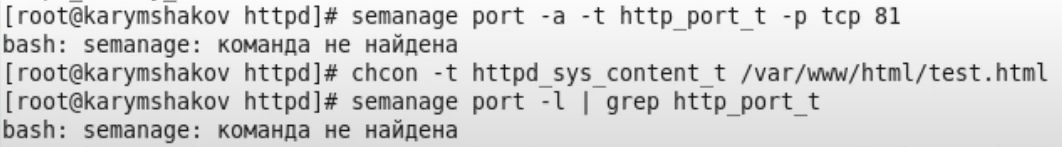 [root@karymshakov httpd]# semanage port -a -t http_port_t -p tcp 81
bash: semanage: команда не найдена
[root@karymshakov httpd]# chcon -t httpd_sys_content_t /var/www/html/test.html
[root@karymshakov httpd]# semanage port -l | grep http_port_t
bash: semanage: команда не найдена